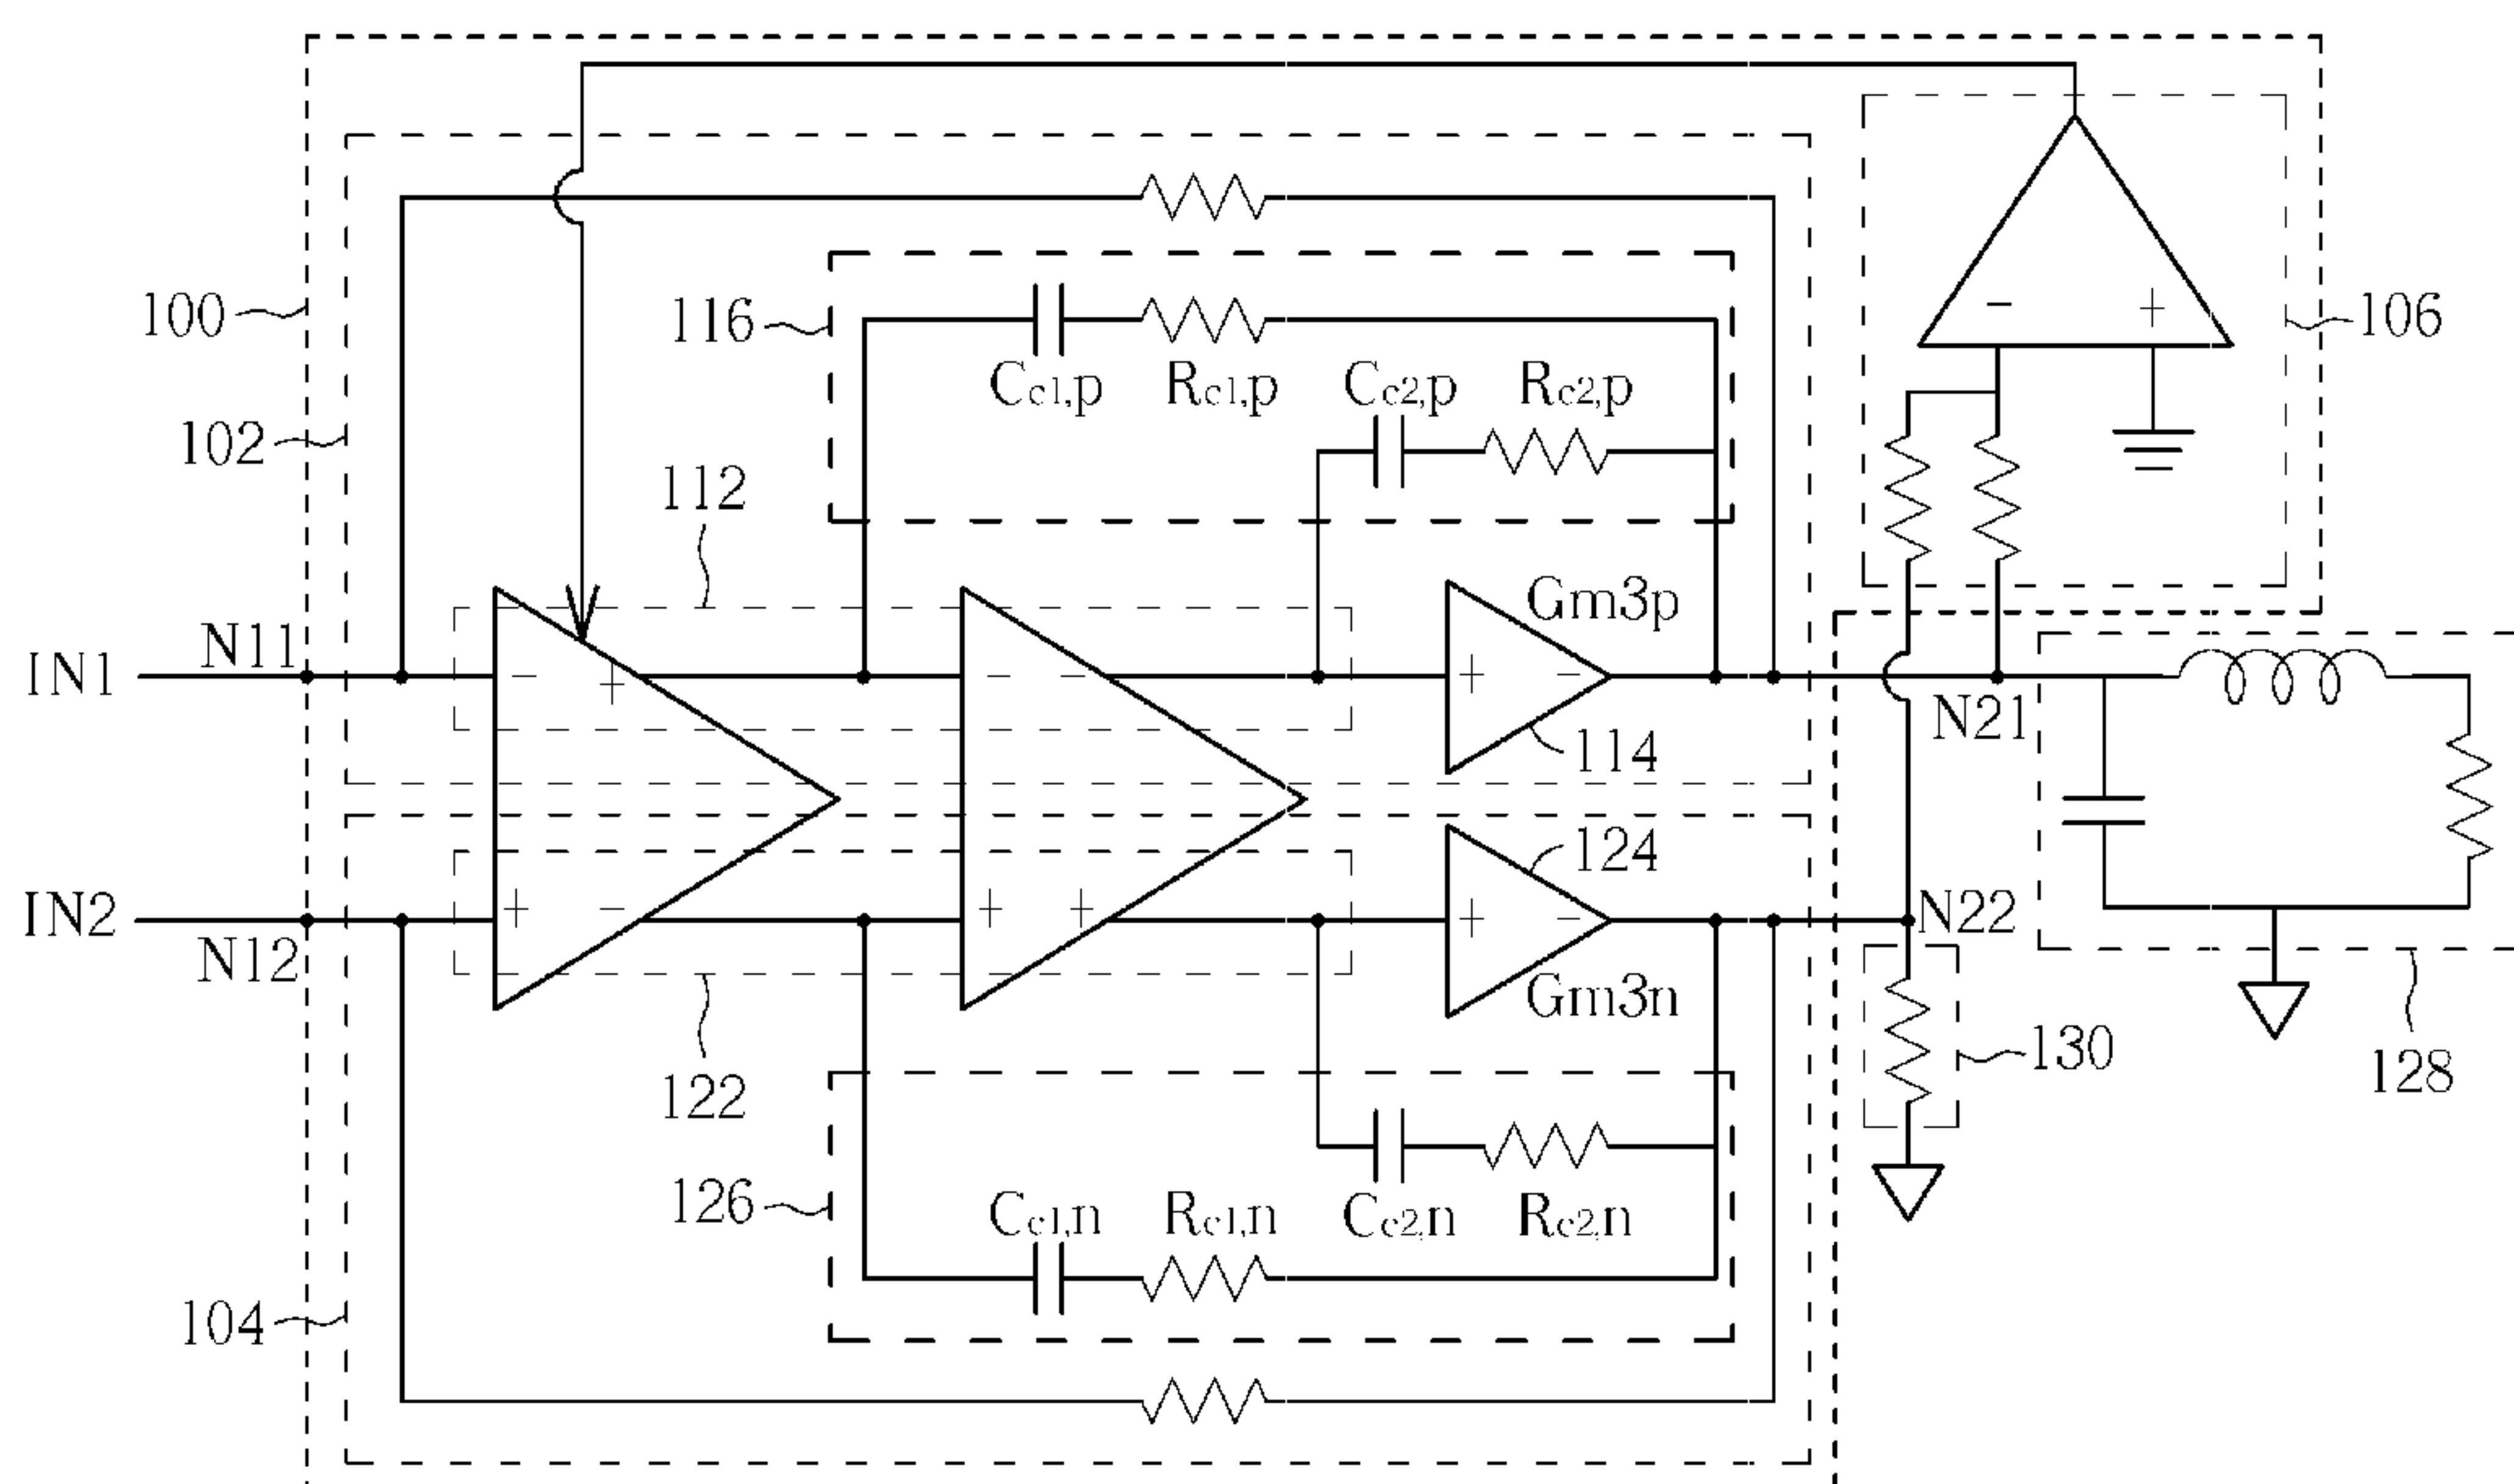 100
116
106
Cc1,p Rc1,p Cc2,p Rc2,p
102
112
- +
Gm3p
IN1 N11
- + - - + -
N21
114
124
IN2 N12
+ - + + + -
N22
Gm3n
130
122
128
126
Cc1,n Rc1,n Cc2,n Rc2,n
104